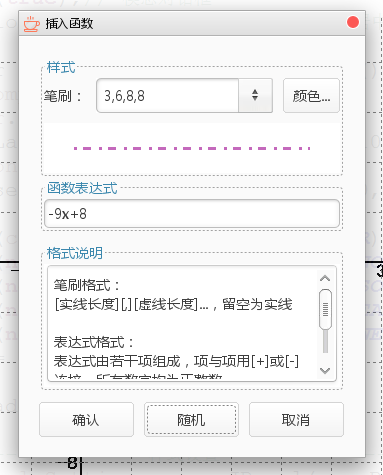 插入函数
样式
笔刷：
3,6,8,8
颜色...
函数表达式
-9x+8
格式说明
笔刷格式：
[实线长度][,][虚线长度]...，留空为实线
表达式格式：
表达式由若干项组成，项与项用[+]或[-]
确认
随机
取消
3
-8